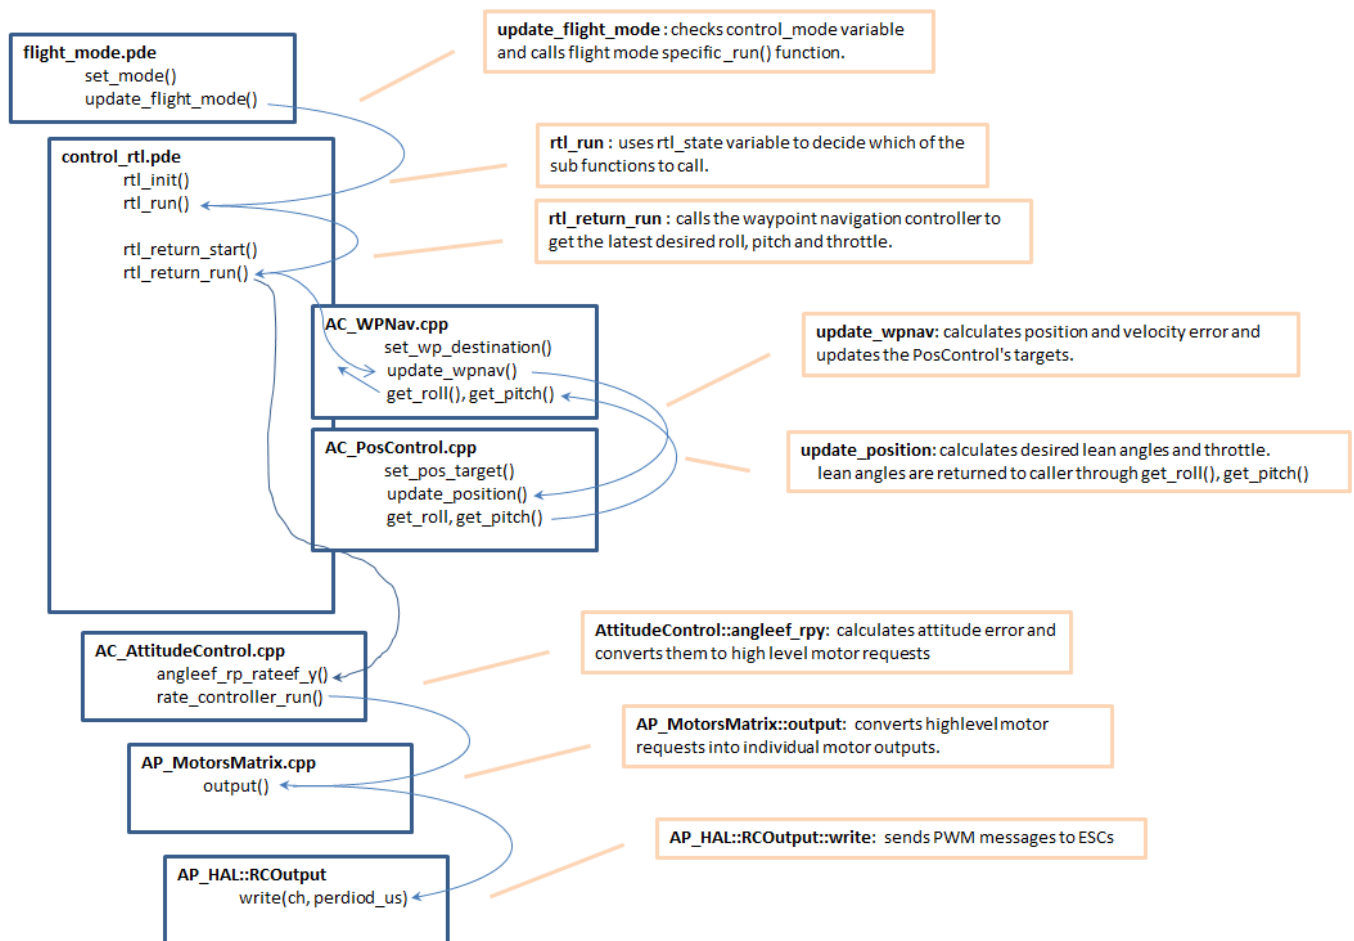 update_flight_mode : checks control_mode variable
and calls flight mode specific _run() function.
flight_mode.pde
set_mode()
update_flight_mode()
control_rtl.pde
rtl_init()
rtl_run()
rtl_return_start()
rtl_return_run()
rtl_run : uses rtl_state variable to decide which of the
sub functions to call.
rtl_return_run : calls the waypoint navigation controller to
get the latest desired roll, pitch and throttle.
AC_WPNav.cpp
set_wp_destination()
update_wpnav()
get_roll(), get_pitch()
update_wpnav: calculates position and velocity error and
updates the PosControl's targets.
AC_PosControl.cpp
set_pos_target()
update_position()
get_roll, get_pitch()
update_position: calculates desired lean angles and throttle.
lean angles are returned to caller through get_roll(), get_pitch()
AC_AttitudeControl.cpp
angleef_rp_rateef_y()
rate_controller_run()
AttitudeControl::angleef_rpy: calculates attitude error and
converts them to high level motor requests
AP_MotorsMatrix.cpp
output()
AP_MotorsMatrix::output: converts highlevel motor
requests into individual motor outputs.
AP_HAL::RCOutput
write(ch, perdiod_us)
AP_HAL::RCOutput::write: sends PWM messages to ESCs